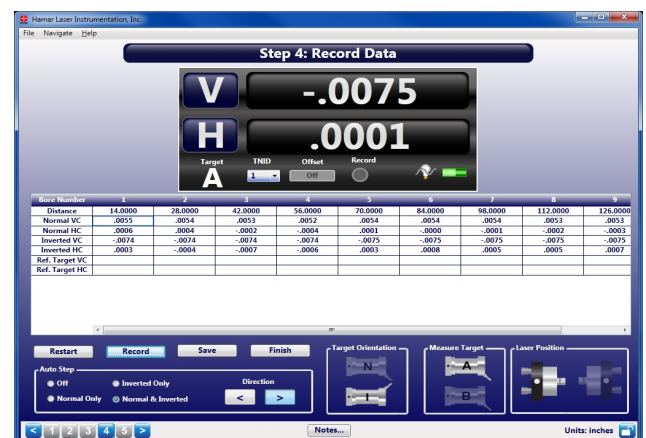 Hamar Laser Instrumentation, Inc.
File Navigate Help
Step 4: Record Data
V -.0075
H .0001
Target TNID Offset Record
A 1 Off
Bore Number 1 2 3 4 5 6 7 8 9
Distance 14.0000 28.0000 42.0000 56.0000 70.0000 84.0000 98.0000 112.0000 126.0000
Normal VC .0055 .0054 .0053 .0052 .0054 .0054 .0054 .0053 .0053
Normal HC .0006 .0004 -.0002 -.0004 .0001 -.0000 -.0001 -.0002 -.0003
Inverted VC -.0074 -.0074 -.0074 -.0074 -.0075 -.0075 -.0075 -.0075 -.0075
Inverted HC .0003 -.0004 -.0007 -.0006 .0003 .0008 .0005 .0005 .0007
Ref. Target VC
Ref. Target HC
Restart Record Save Finish
Target Orientation Measure Target Laser Position
N A
I B
Auto Step
Off Inverted Only Direction
Normal Only Normal & Inverted < >
< 1 2 3 4 5 > Notes... Units: inches